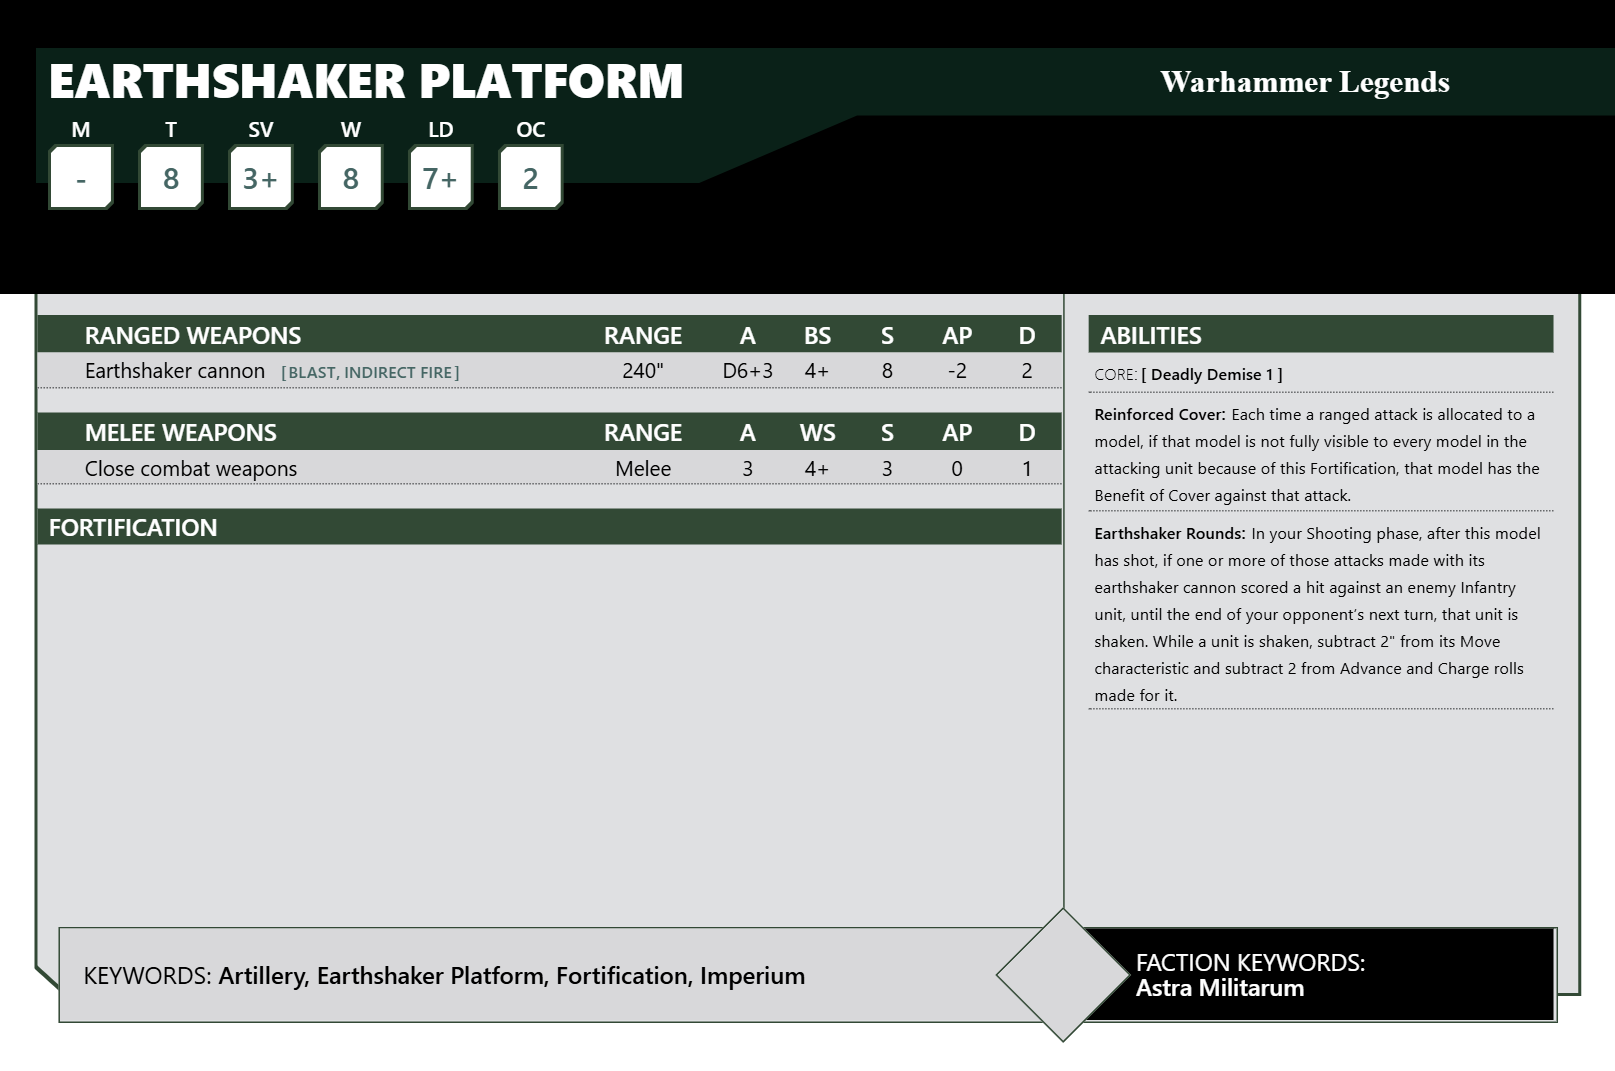 EARTHSHAKER PLATFORM
Warhammer Legends
M T SV W LD OC
- 8 3+ 8 7+ 2
RANGED WEAPONS RANGE A BS S AP D
Earthshaker cannon [BLAST, INDIRECT FIRE] 240" D6+3 4+ 8 -2 2
MELEE WEAPONS RANGE A WS S AP D
Close combat weapons Melee 3 4+ 3 0 1
FORTIFICATION
ABILITIES
CORE: [ Deadly Demise 1 ]
Reinforced Cover: Each time a ranged attack is allocated to a
model, if that model is not fully visible to every model in the
attacking unit because of this Fortification, that model has the
Benefit of Cover against that attack.
Earthshaker Rounds: In your Shooting phase, after this model
has shot, if one or more of those attacks made with its
earthshaker cannon scored a hit against an enemy Infantry
unit, until the end of your opponent’s next turn, that unit is
shaken. While a unit is shaken, subtract 2" from its Move
characteristic and subtract 2 from Advance and Charge rolls
made for it.
KEYWORDS: Artillery, Earthshaker Platform, Fortification, Imperium
FACTION KEYWORDS:
Astra Militarum